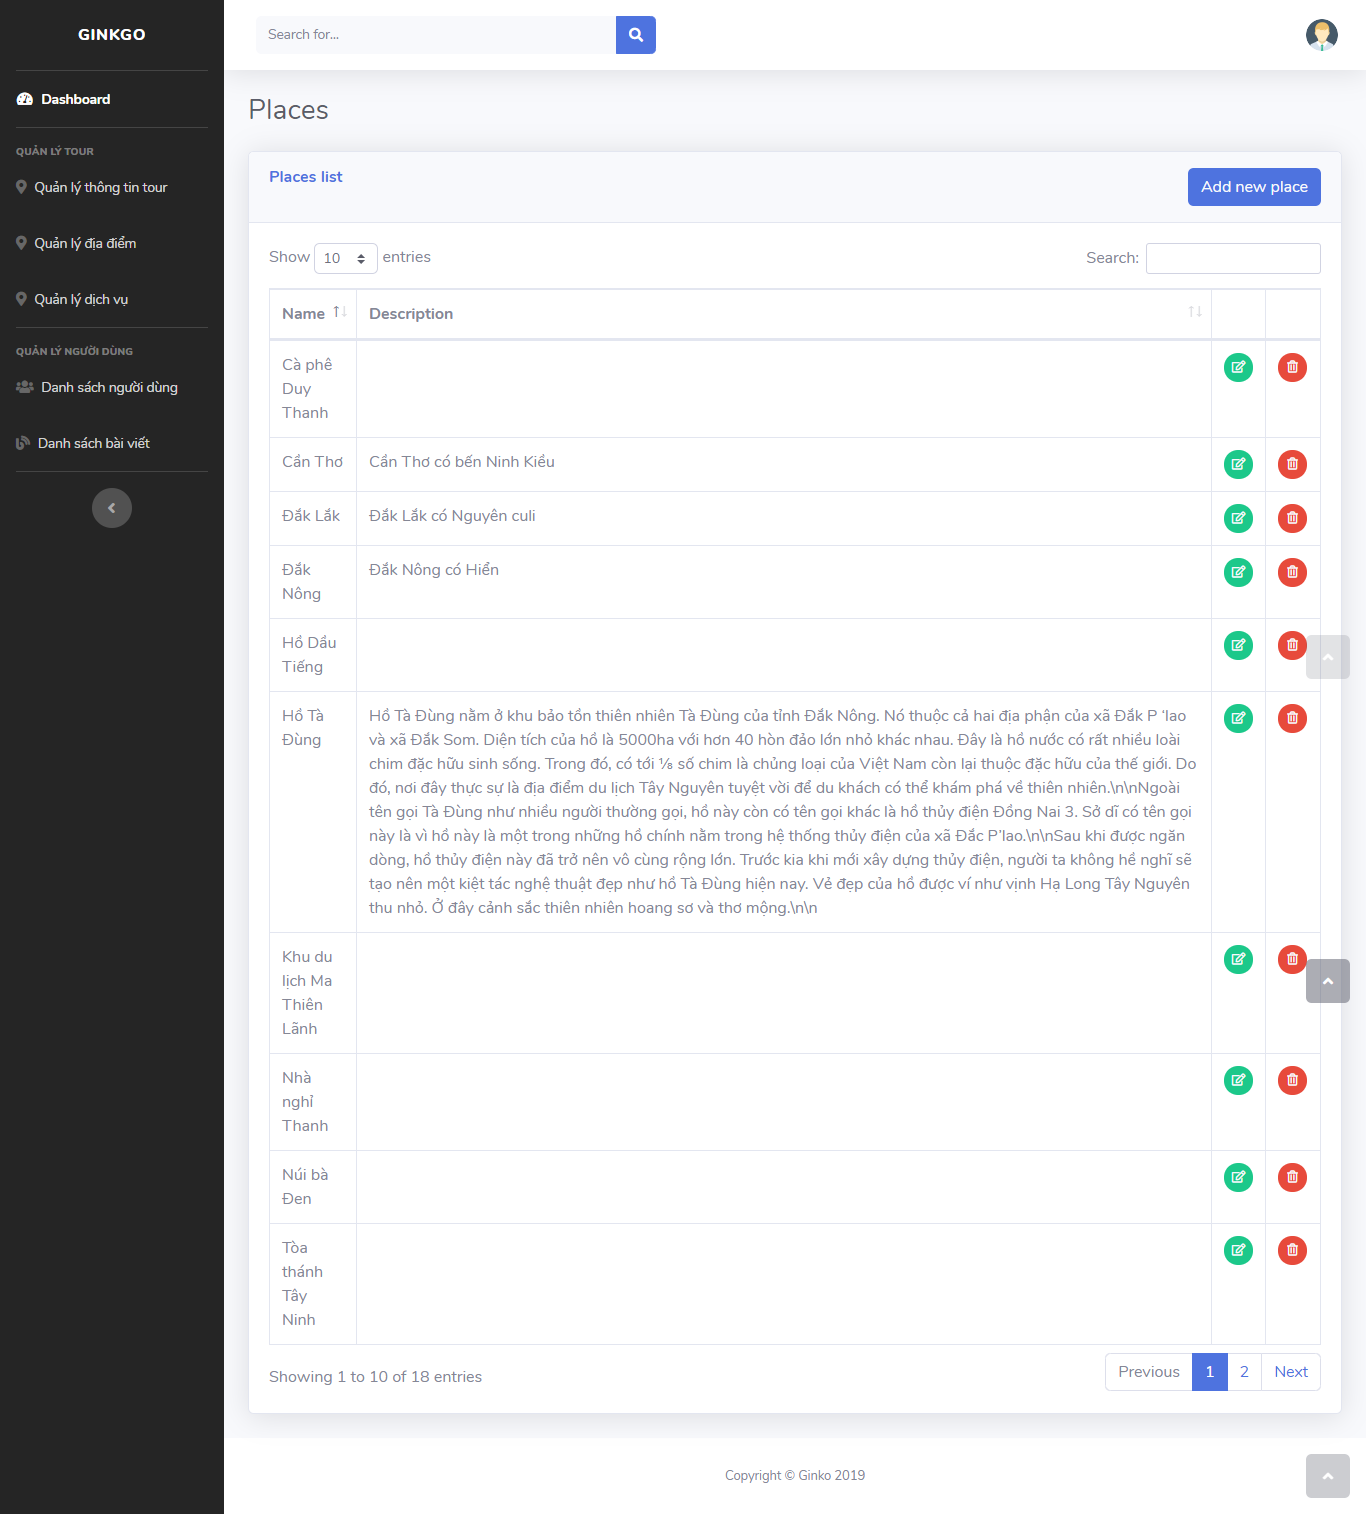 GINKGO
Search for...
Dashboard
QUẢN LÝ TOUR
Quản lý thông tin tour
Quản lý địa điểm
Quản lý dịch vụ
QUẢN LÝ NGƯỜI DÙNG
Danh sách người dùng
Danh sách bài viết
Places
Places list
Add new place
Show 10 entries
Search:
Name Description
Cà phê
Duy
Thanh
Cần Thơ Cần Thơ có bến Ninh Kiều
Đắk Lắk Đắk Lắk có Nguyên culi
Đắk Đắk Nông có Hiển
Nông
Hồ Dầu
Tiếng
Hồ Tà
Đùng
Hồ Tà Đùng nằm ở khu bảo tồn thiên nhiên Tà Đùng của tỉnh Đắk Nông. Nó thuộc cả hai địa phận của xã Đắk P ‘lao
và xã Đắk Som. Diện tích của hồ là 5000ha với hơn 40 hòn đảo lớn nhỏ khác nhau. Đây là hồ nước có rất nhiều loài
chim đặc hữu sinh sống. Trong đó, có tới ⅓ số chim là chủng loại của Việt Nam còn lại thuộc đặc hữu của thế giới. Do
đó, nơi đây thực sự là địa điểm du lịch Tây Nguyên tuyệt vời để du khách có thể khám phá về thiên nhiên.\n\nNgoài
tên gọi Tà Đùng như nhiều người thường gọi, hồ này còn có tên gọi khác là hồ thủy điện Đồng Nai 3. Sở dĩ có tên gọi
này là vì hồ này là một trong những hồ chính nằm trong hệ thống thủy điện của xã Đắc P’lao.\n\nSau khi được ngăn
dòng, hồ thủy điện này đã trở nên vô cùng rộng lớn. Trước kia khi mới xây dựng thủy điện, người ta không hề nghĩ sẽ
tạo nên một kiệt tác nghệ thuật đẹp như hồ Tà Đùng hiện nay. Vẻ đẹp của hồ được ví như vịnh Hạ Long Tây Nguyên
thu nhỏ. Ở đây cảnh sắc thiên nhiên hoang sơ và thơ mộng.\n\n
Khu du
lịch Ma
Thiên
Lãnh
Nhà
nghỉ
Thanh
Núi bà
Đen
Tòa
thánh
Tây
Ninh
Showing 1 to 10 of 18 entries
Previous 1 2 Next
Copyright © Ginko 2019